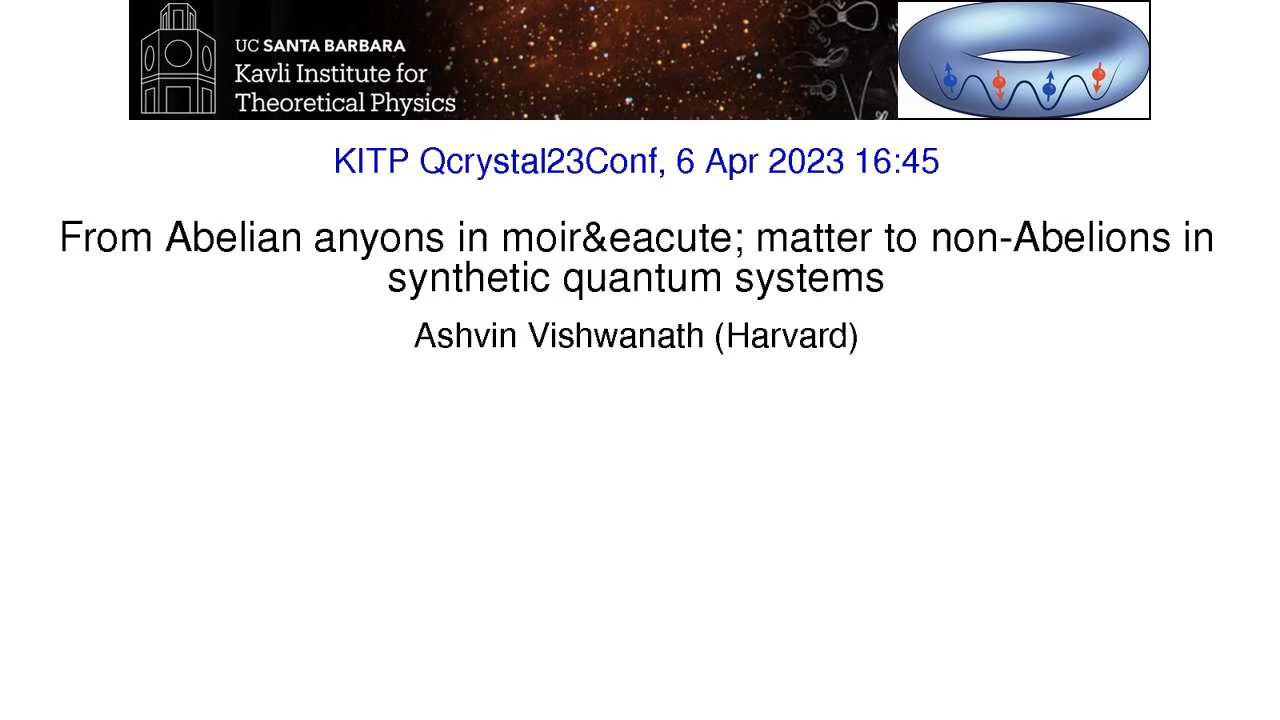 UC SANTA BARBARA
Kavli Institute for
Theoretical Physics
KITP Qcrystal23Conf, 6 Apr 2023 16:45
From Abelian anyons in moir&eacute; matter to non-Abelions in
synthetic quantum systems
Ashvin Vishwanath (Harvard)